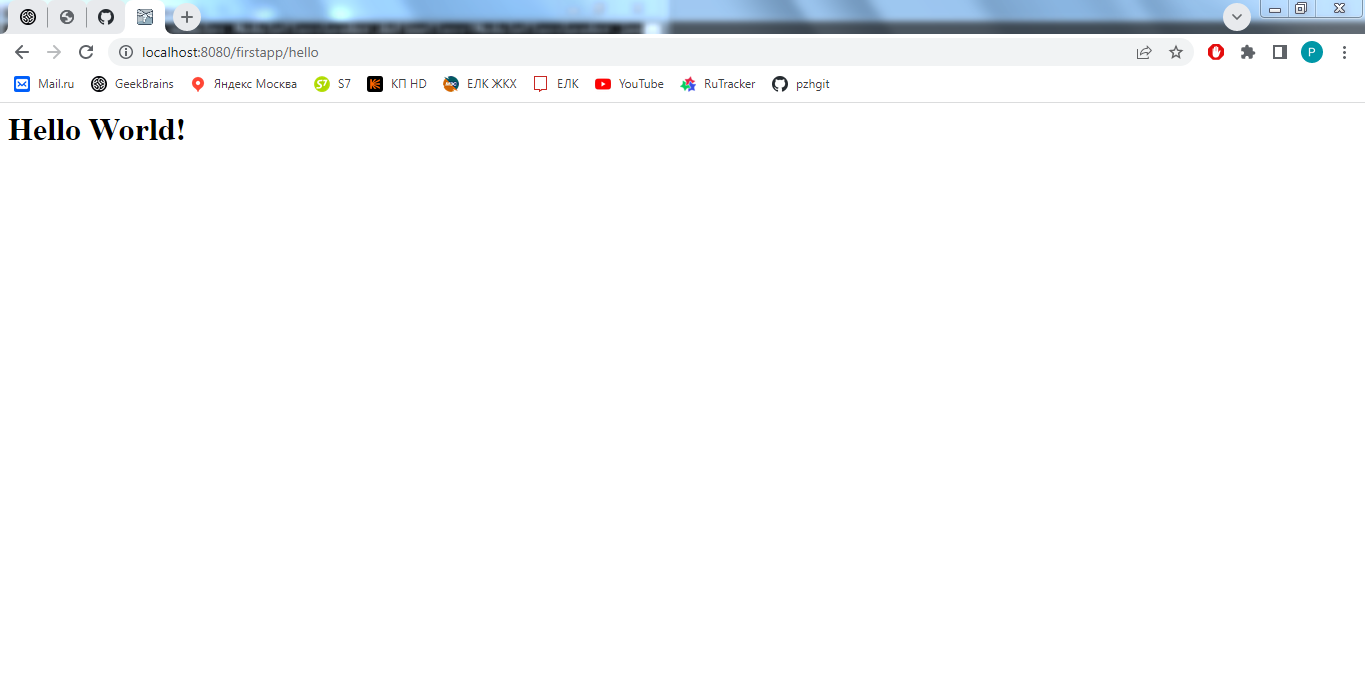 localhost:8080/firstapp/hello
P
Mail.ru GeekBrains Яндекс Москва S7 S7 КП HD ЕЛК ЖКХ ЕЛК YouTube RuTracker pzhgit
Hello World!